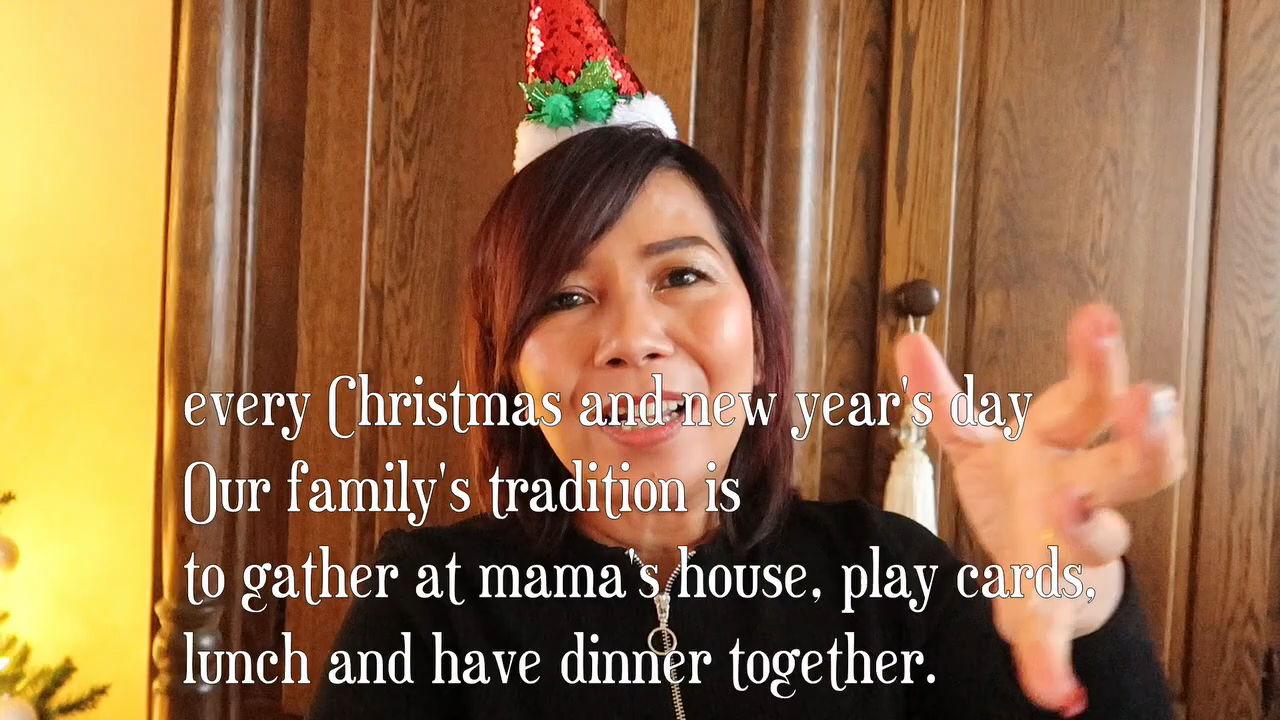 every Christmas and new year's day
Our family's tradition is
to gather at mama's house, play cards,
lunch and have dinner together.